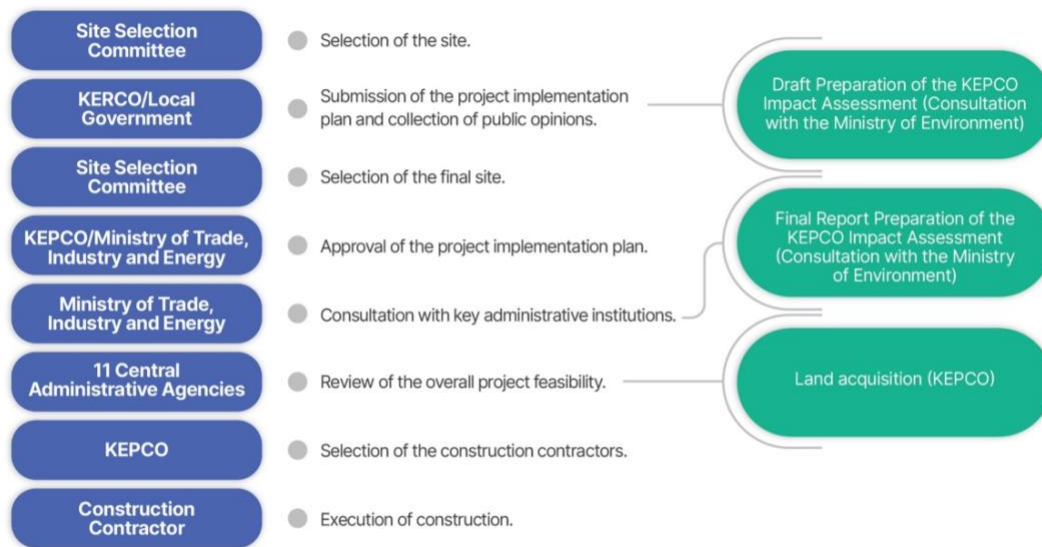 Site Selection
Committee
Selection of the site.
KERCO/Local
Government
Submission of the project implementation
plan and collection of public opinions.
Draft Preparation of the KEPCO
Impact Assessment (Consultation
with the Ministry of Environment)
Site Selection
Committee
Selection of the final site.
KEPCO/Ministry of Trade,
Industry and Energy
Approval of the project implementation plan.
Final Report Preparation of the
KEPCO Impact Assessment
(Consultation with the Ministry
of Environment)
Ministry of Trade,
Industry and Energy
Consultation with key administrative institutions.
11 Central
Administrative Agencies
Review of the overall project feasibility.
Land acquisition (KEPCO)
KEPCO
Selection of the construction contractors.
Construction
Contractor
Execution of construction.